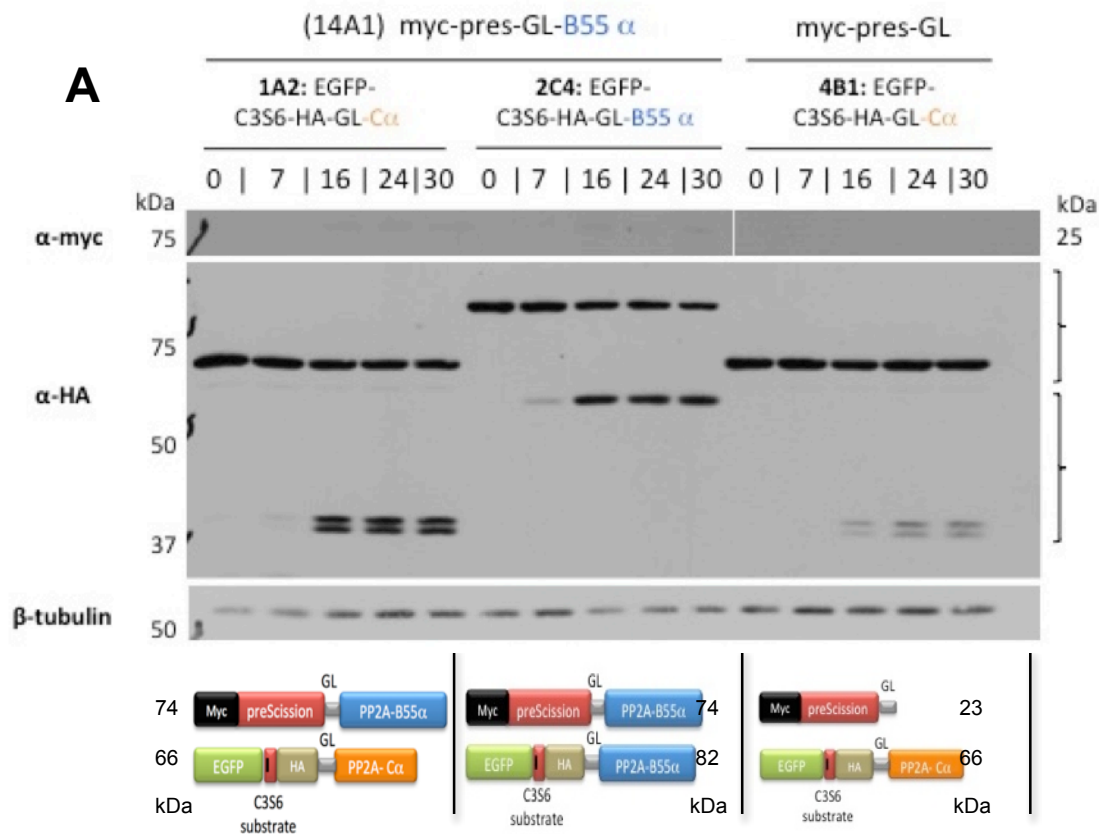 (14A1) myc-pres-GL-B55 α
myc-pres-GL
A
1A2: EGFP-
C3S6-HA-GL-Cα
2C4: EGFP-
C3S6-HA-GL-B55 α
4B1: EGFP-
C3S6-HA-GL-Cα
0 | 7 | 16 | 24 |30
0 | 7 | 16 | 24 |30
0 | 7 | 16 | 24 |30
kDa
kDa
α-myc
75
25
75
α-HA
50
37
β-tubulin
50
GL
74
Myc
preScission
PP2A-B55α
GL
66
EGFP
HA
PP2A- Cα
kDa
C3S6
substrate
GL
Myc
preScission
PP2A-B55α
74
GL
EGFP
HA
PP2A-B55α
82
C3S6
substrate
kDa
GL
Myc
preScission
23
GL
EGFP
HA
PP2A- Cα
66
C3S6
substrate
kDa